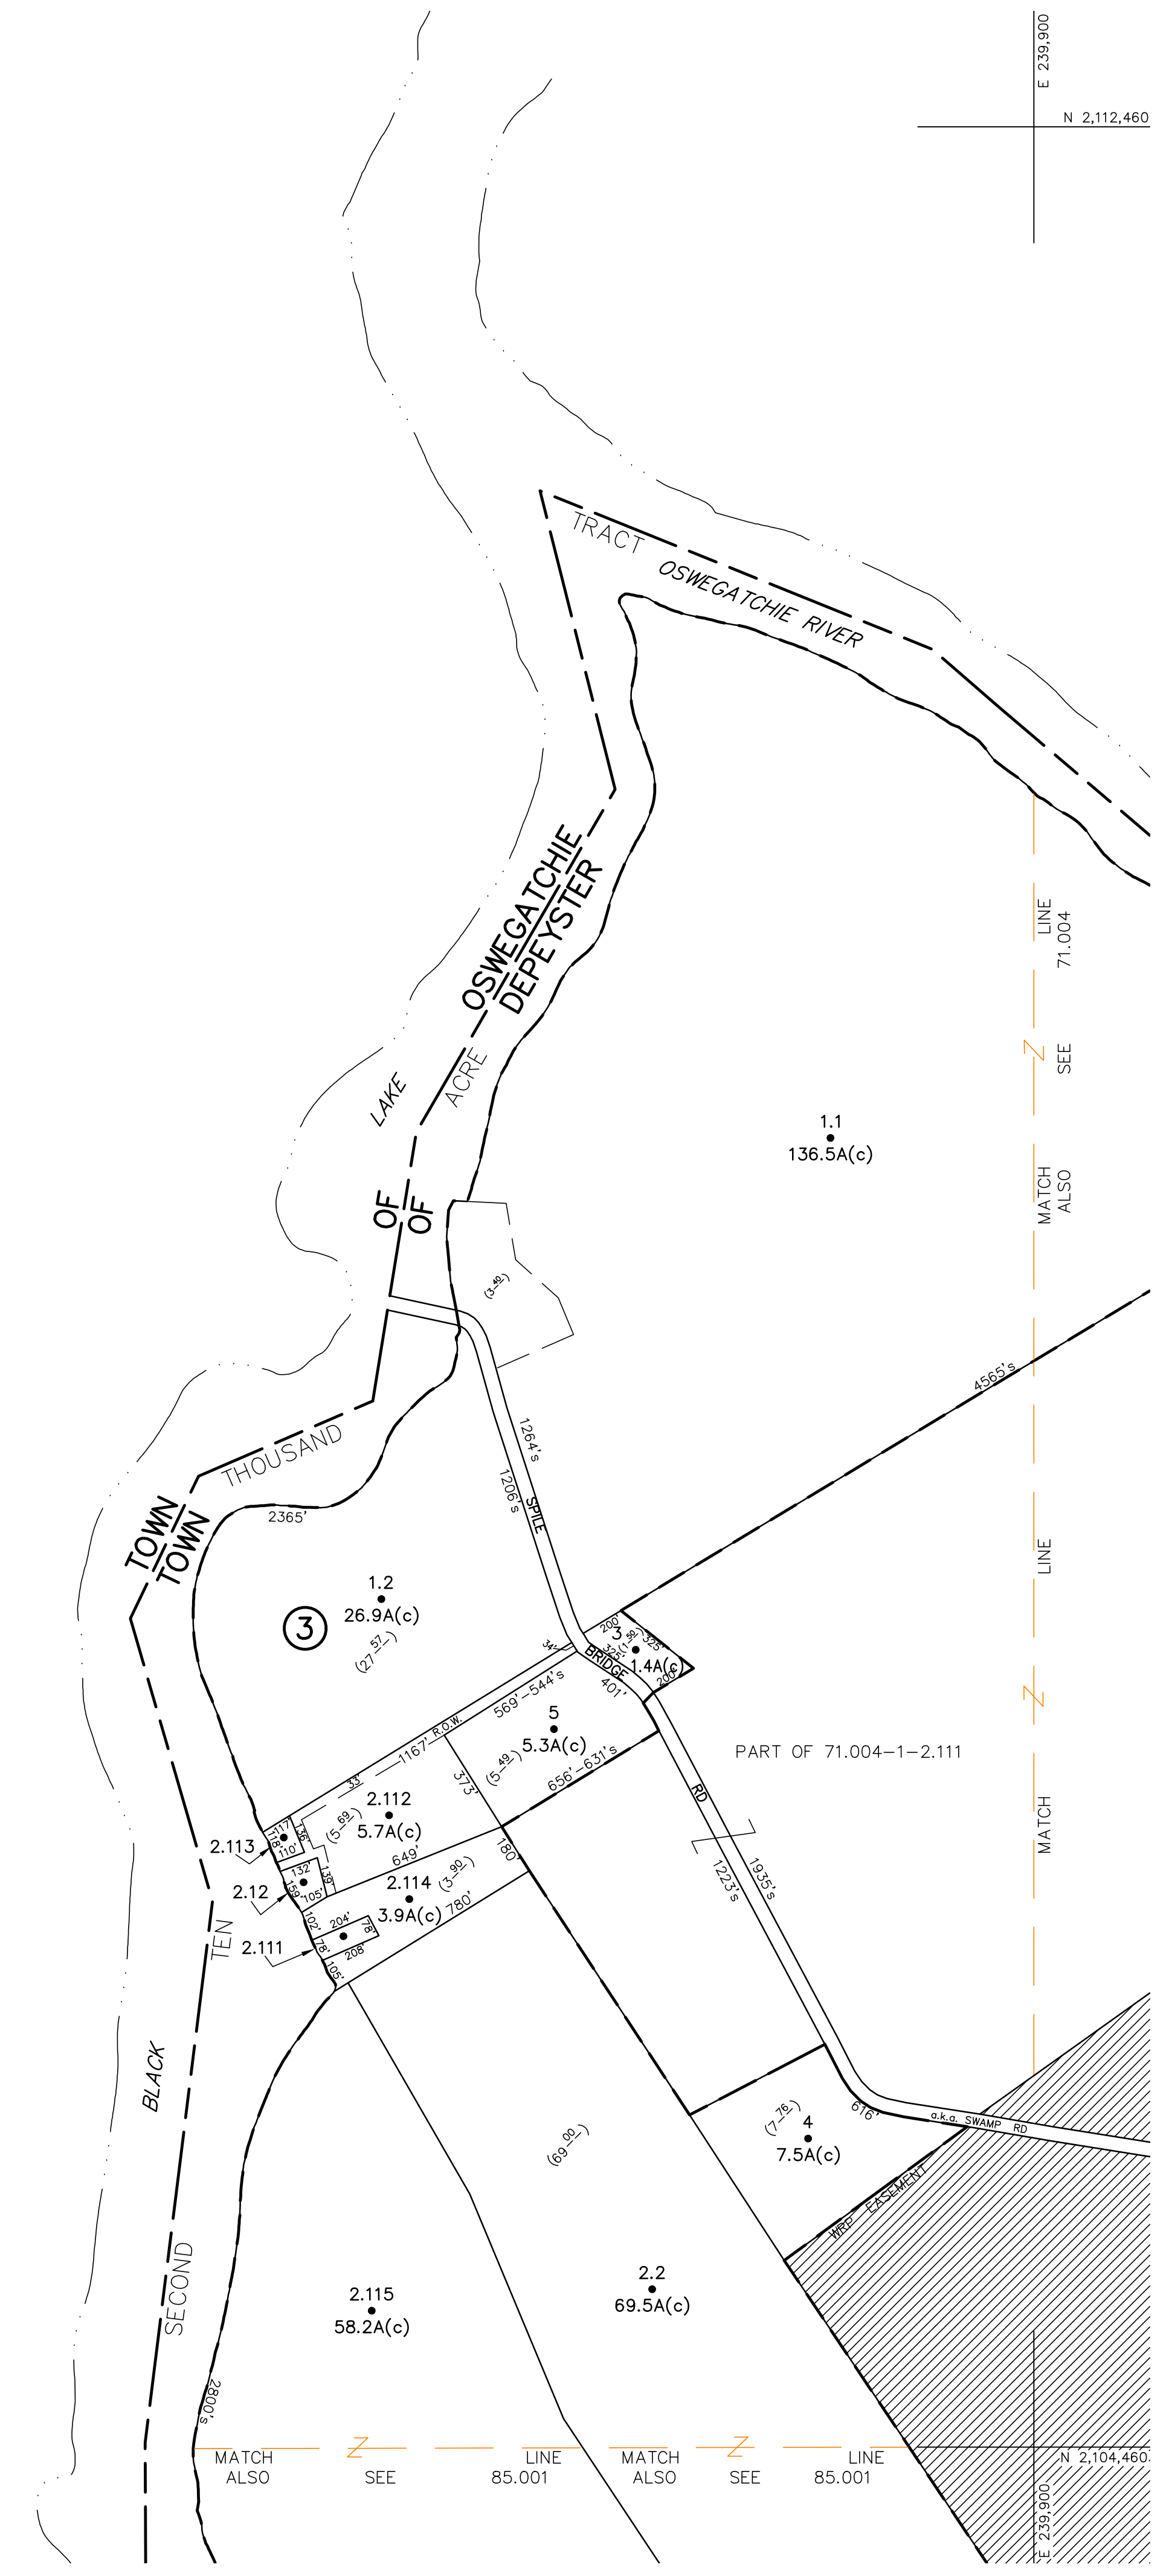 E 239,900
N 2,112,460
TRACT
OSWEGATCHIE RIVER
OSWEGATCHIE
DEPEYSTER
LINE
71.004
ACRE
LAKE
Z
SEE
1.1
136.5A(c)
MATCH
ALSO
OF
OF
(3 40)
4565's
THOUSAND
1264's
1206's
SPILE
2365'
TOWN
TOWN
LINE
1.2
26.9A(c)
3
(27 57)
200'
3
325'
325'
(1 50)
1.4A(c)
34'
BRIDGE
200'
401'
569'-544's
Z
5
5.3A(c)
(5 49)
656'-631's
PART OF 71.004-1-2.111
R.O.W.
1167'
33'
373'
RD
2.112
5.7A(c)
(5 69)
MATCH
117'
136'
118'
110'
2.113
649'
180'
132'
139'
2.12
159'
105'
2.114
3.9A(c)
(3 90)
780'
1935's
1223's
102'
204'
78'
2.111
78'
208'
105'
TEN
BLACK
616'
a.k.a. SWAMP RD
(7 76)
4
7.5A(c)
(69 00)
WRP EASEMENT
SECOND
2.2
69.5A(c)
2.115
58.2A(c)
2800's
Z
Z
MATCH LINE MATCH LINE
ALSO SEE 85.001 ALSO SEE 85.001
N 2,104,460
E 239,900